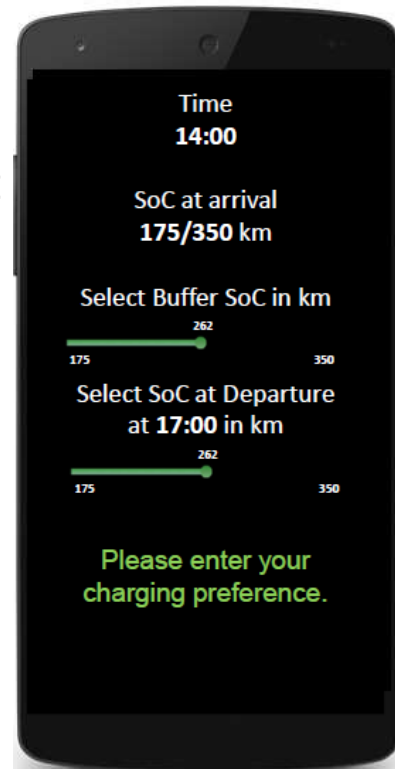 Time
14:00
SoC at arrival
175/350 km
Select Buffer SoC in km
262
175 350
Select SoC at Departure
at 17:00 in km
262
175 350
Please enter your
charging preference.